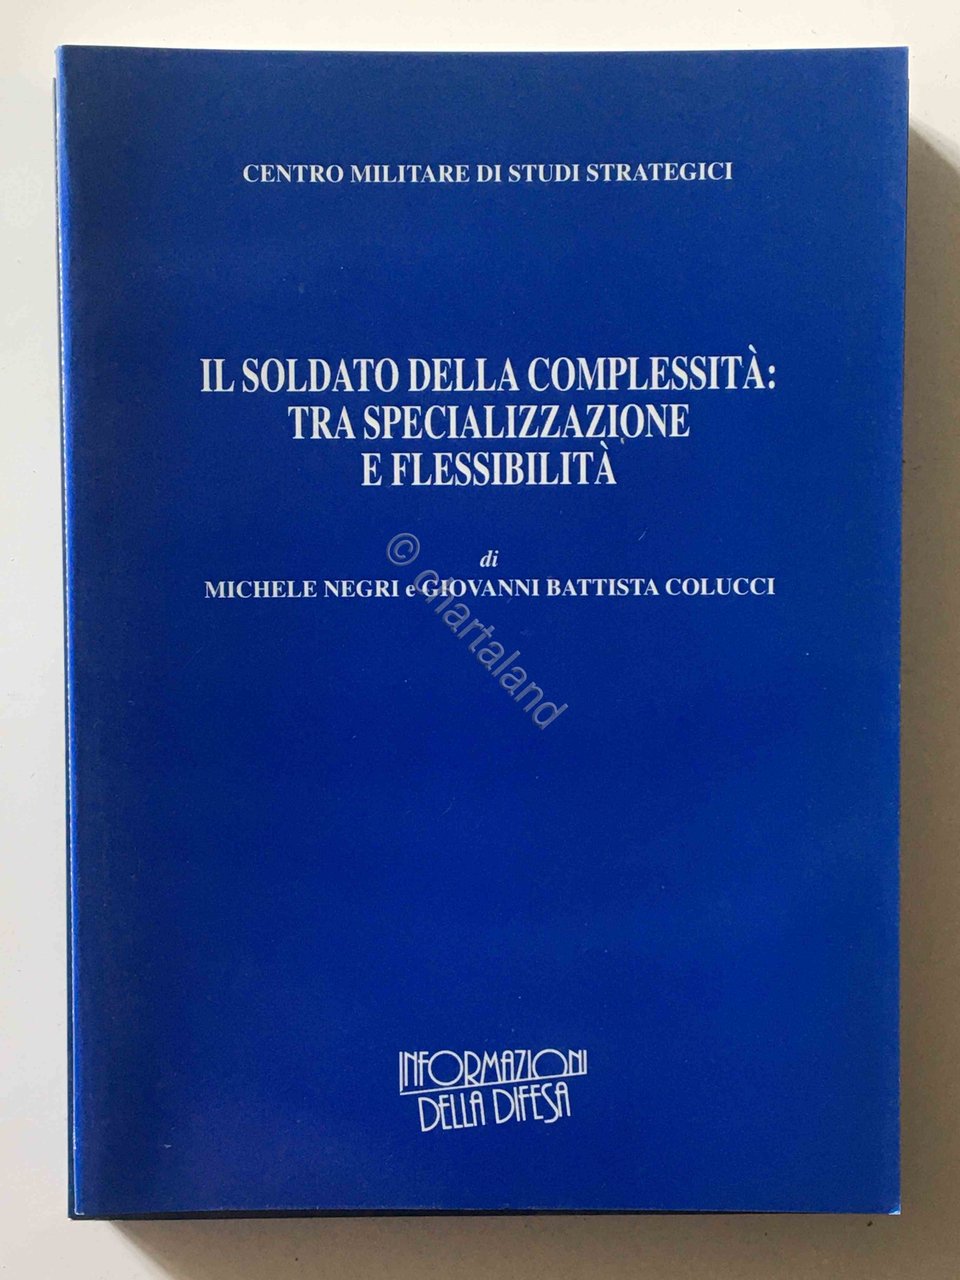 CENTRO MILITARE DI STUDI STRATEGICI
IL SOLDATO DELLA COMPLESSITÀ:
TRA SPECIALIZZAZIONE
E FLESSIBILITÀ
di
MICHELE NEGRI e GIOVANNI BATTISTA COLUCCI
© chartaland
INFORMAZIONI
DELLA DIFESA